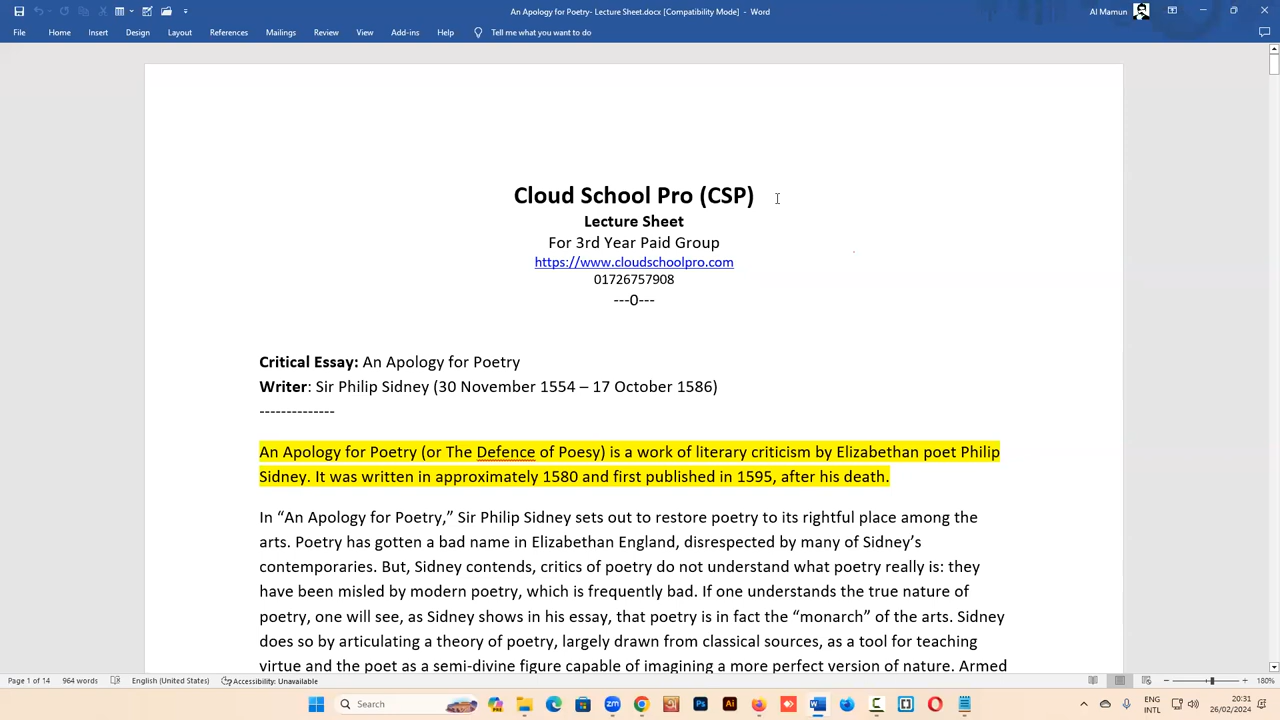 An Apology for Poetry- Lecture Sheet.docx [Compatibility Mode] - Word
Al Mamun
File Home Insert Design Layout References Mailings Review View Add-ins Help Tell me what you want to do
Cloud School Pro (CSP)
Lecture Sheet
For 3rd Year Paid Group
https://www.cloudschoolpro.com
01726757908
---0---
Critical Essay: An Apology for Poetry
Writer: Sir Philip Sidney (30 November 1554 – 17 October 1586)
--------------
An Apology for Poetry (or The Defence of Poesy) is a work of literary criticism by Elizabethan poet Philip
Sidney. It was written in approximately 1580 and first published in 1595, after his death.
In “An Apology for Poetry,” Sir Philip Sidney sets out to restore poetry to its rightful place among the
arts. Poetry has gotten a bad name in Elizabethan England, disrespected by many of Sidney’s
contemporaries. But, Sidney contends, critics of poetry do not understand what poetry really is: they
have been misled by modern poetry, which is frequently bad. If one understands the true nature of
poetry, one will see, as Sidney shows in his essay, that poetry is in fact the “monarch” of the arts. Sidney
does so by articulating a theory of poetry, largely drawn from classical sources, as a tool for teaching
virtue and the poet as a semi-divine figure capable of imagining a more perfect version of nature. Armed
Page 1 of 14 964 words English (United States) Accessibility: Unavailable 180%
Search
zm Ps Ai W
ENG
INTL
20:31
26/02/2024